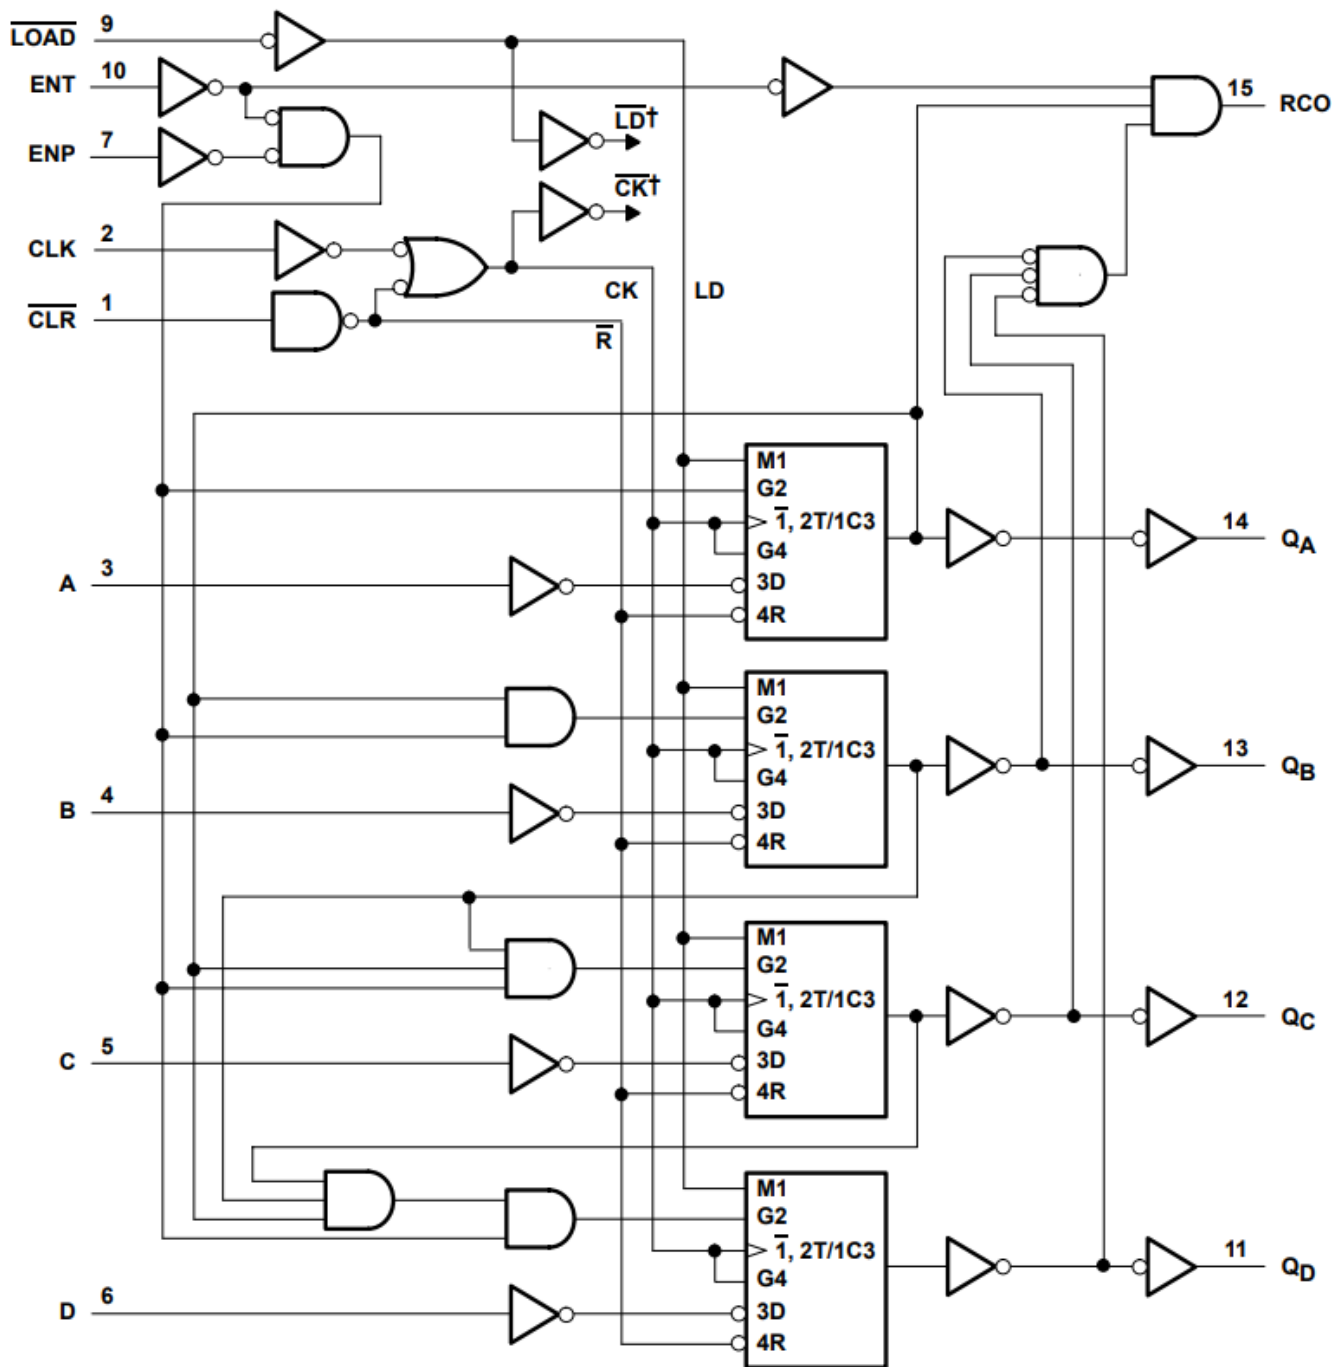 LOAD 9
ENT 10
ENP 7
CLK 2
CLR 1
LD†
CK†
15 RCO
CK LD
R
M1
G2
1, 2T/1C3
G4
3D
4R
A 3
14 QA
M1
G2
1, 2T/1C3
G4
3D
4R
B 4
13 QB
M1
G2
1, 2T/1C3
G4
3D
4R
C 5
12 QC
M1
G2
1, 2T/1C3
G4
3D
4R
D 6
11 QD